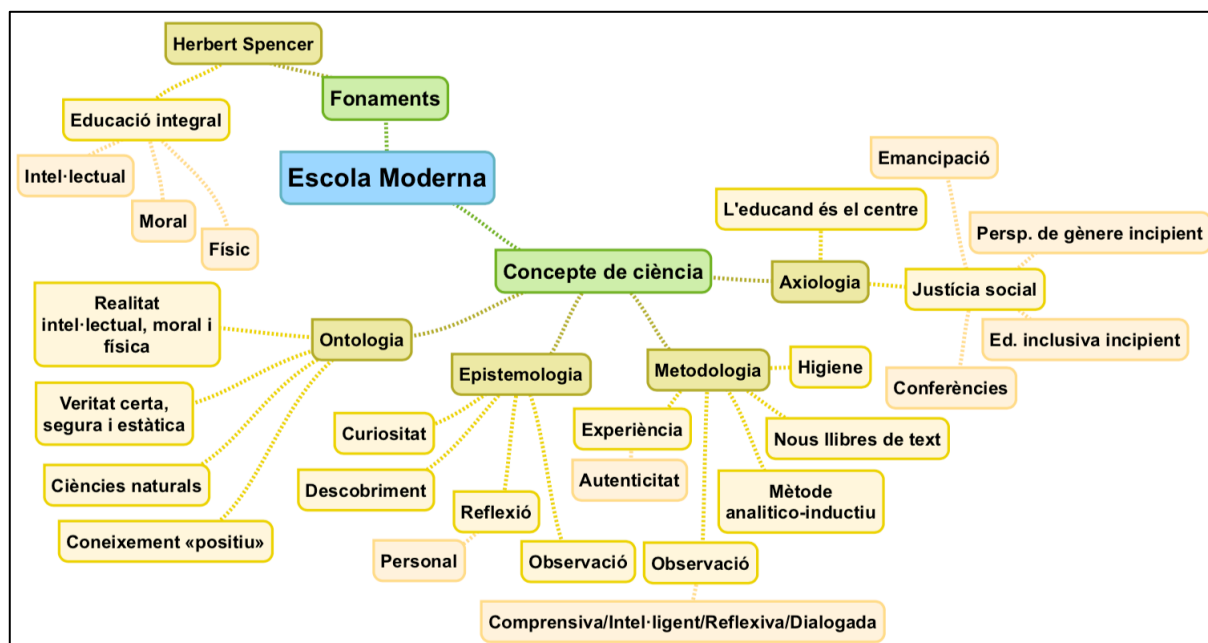 Herbert Spencer
Fonaments
Educació integral
Intel·lectual
Moral
Físic
Escola Moderna
Concepte de ciència
Emancipació
L'educand és el centre
Persp. de gènere incipient
Axiologia
Justícia social
Ed. inclusiva incipient
Conferències
Realitat
intel·lectual, moral i
física
Ontologia
Veritat certa,
segura i estàtica
Ciències naturals
Coneixement «positiu»
Epistemologia
Curiositat
Descobriment
Reflexió
Personal
Observació
Metodologia
Higiene
Experiència
Autenticitat
Nous llibres de text
Mètode
analitico-inductiu
Observació
Comprensiva/Intel·ligent/Reflexiva/Dialogada